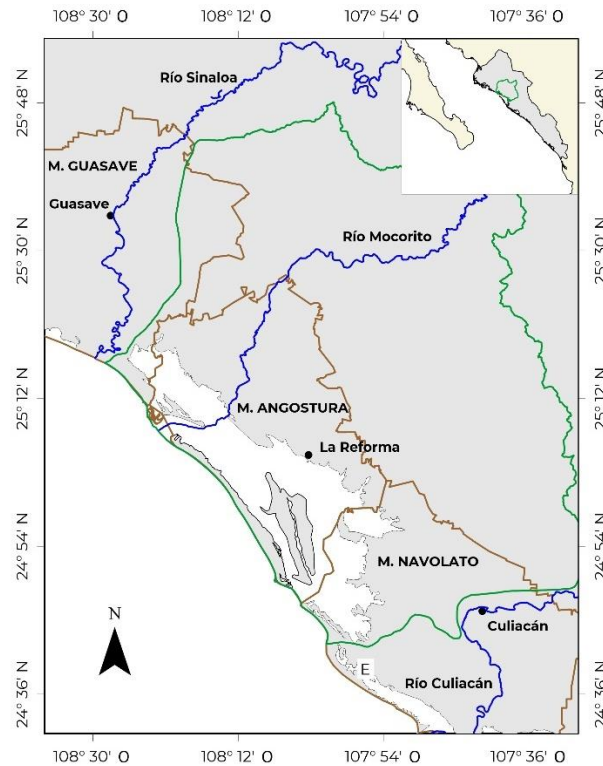 108° 30' O
108° 12' O
107° 54' O
107° 36' O
Río Sinaloa
25° 48' N
25° 48' N
M. GUASAVE
Guasave
Río Mocorito
25° 30' N
25° 30' N
25° 12' N
25° 12' N
M. ANGOSTURA
La Reforma
24° 54' N
24° 54' N
M. NAVOLATO
N
Culiacán
E
Río Culiacán
24° 36' N
24° 36' N
108° 30' O
108° 12' O
107° 54' O
107° 36' O